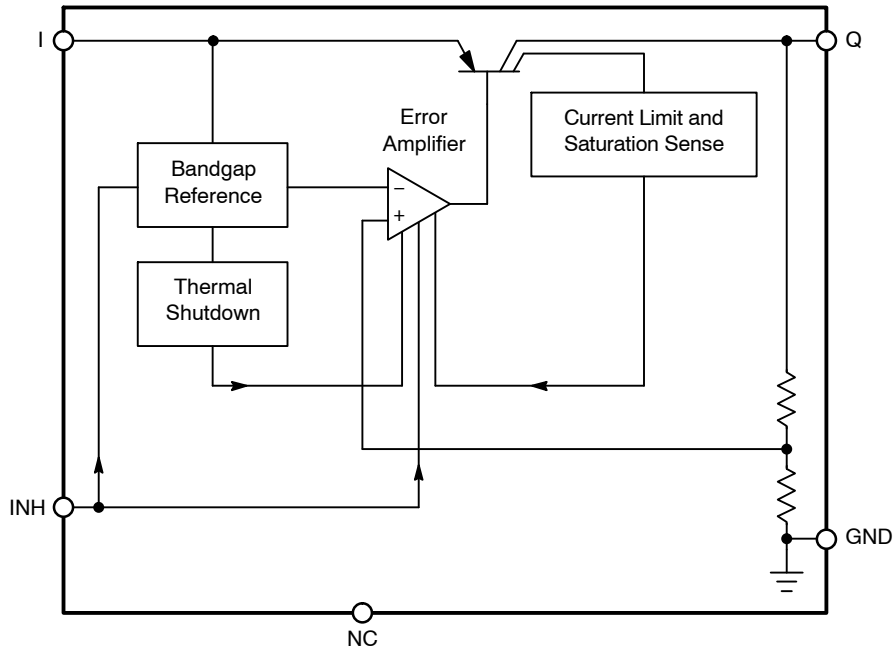 I
Q
Error
Amplifier
Current Limit and
Saturation Sense
Bandgap
Reference
−
+
Thermal
Shutdown
INH
GND
NC